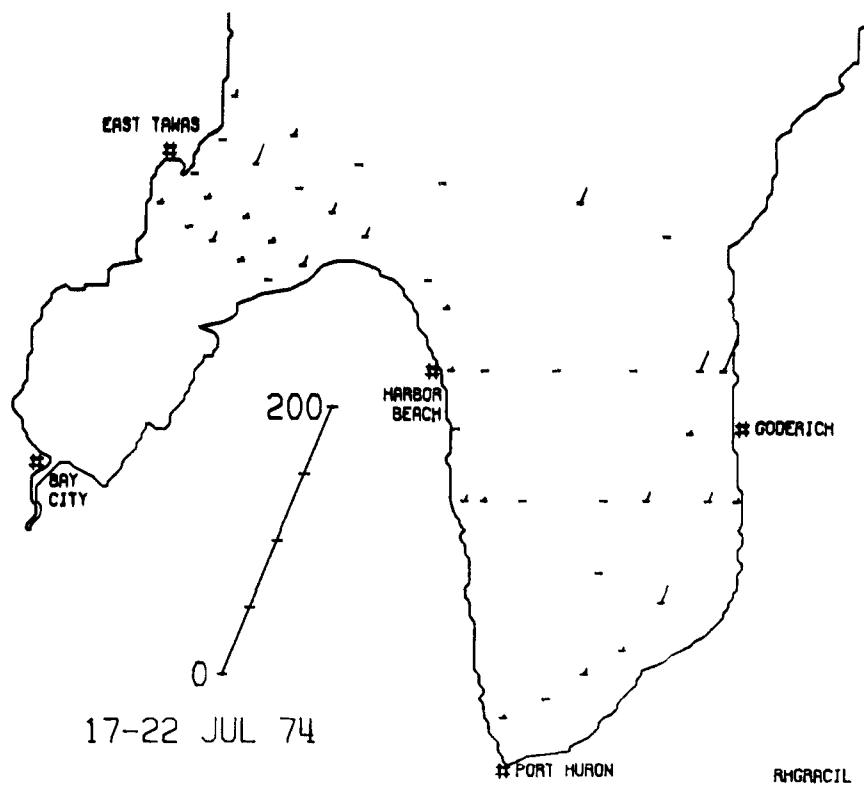 EAST TAWAS
#
200
#
HARBOR
BEACH
# GODERICH
#
BAY
CITY
0
17-22 JUL 74
# PORT HURON
RHGRACIL